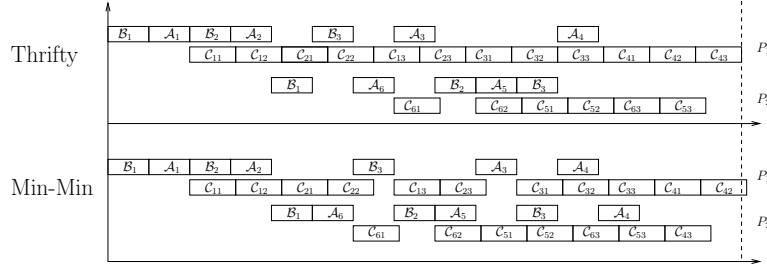 B₁ A₁ B₂ A₂ B₃ A₃ A₄
Thrifty
C₁₁ C₁₂ C₂₁ C₂₂ C₁₃ C₂₃ C₃₁ C₃₂ C₃₃ C₄₁ C₄₂ C₄₃
B₁ A₆ B₂ A₅ B₃
C₆₁ C₆₂ C₅₁ C₅₂ C₆₃ C₅₃
B₁ A₁ B₂ A₂ B₃ A₃ A₄
Min-Min
C₁₁ C₁₂ C₂₁ C₂₂ C₁₃ C₂₃ C₃₁ C₃₂ C₃₃ C₄₁ C₄₂
B₁ A₆ B₂ A₅ B₃ A₄
C₆₁ C₆₂ C₅₁ C₅₂ C₆₃ C₅₃ C₄₃